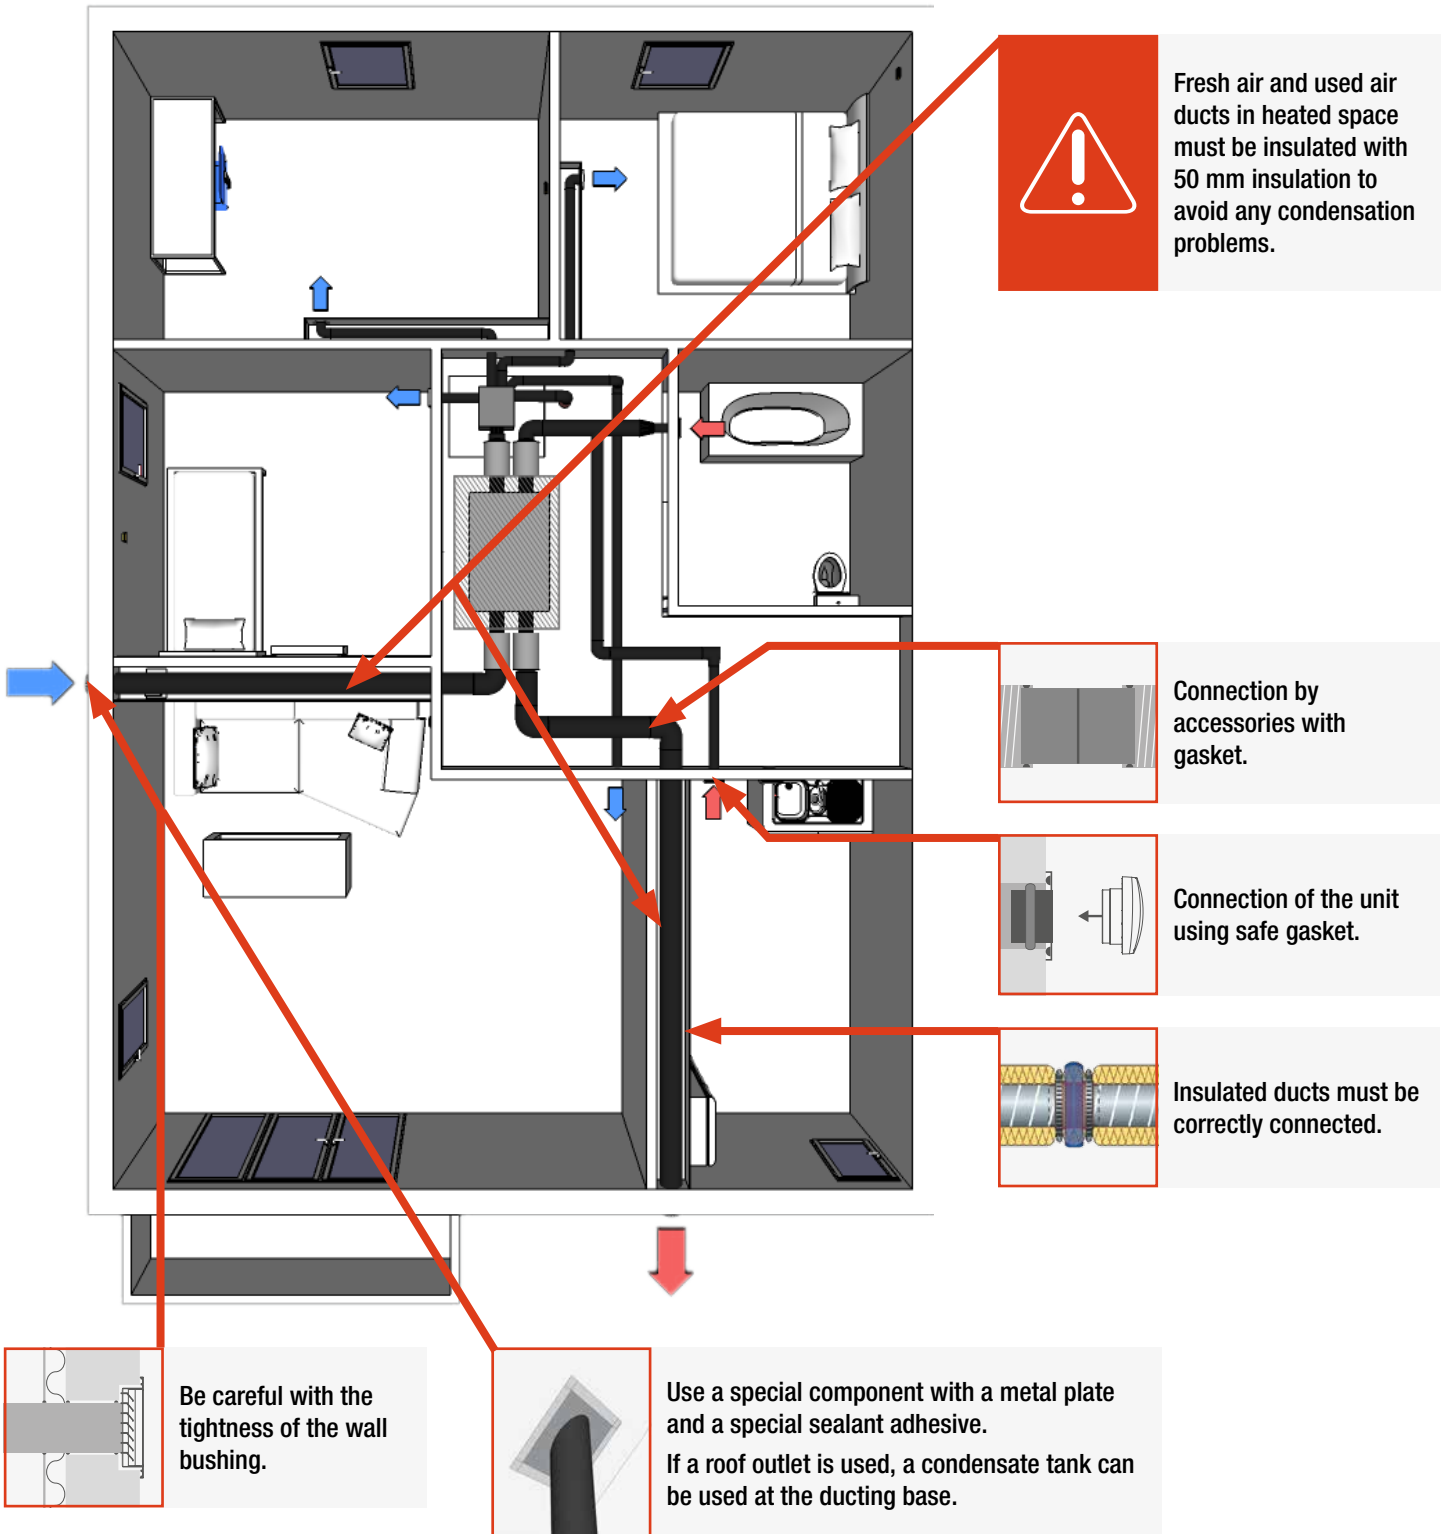 Fresh air and used air
ducts in heated space
must be insulated with
50 mm insulation to
avoid any condensation
problems.
Connection by
accessories with
gasket.
Connection of the unit
using safe gasket.
Insulated ducts must be
correctly connected.
Be careful with the
tightness of the wall
bushing.
Use a special component with a metal plate
and a special sealant adhesive.
If a roof outlet is used, a condensate tank can
be used at the ducting base.